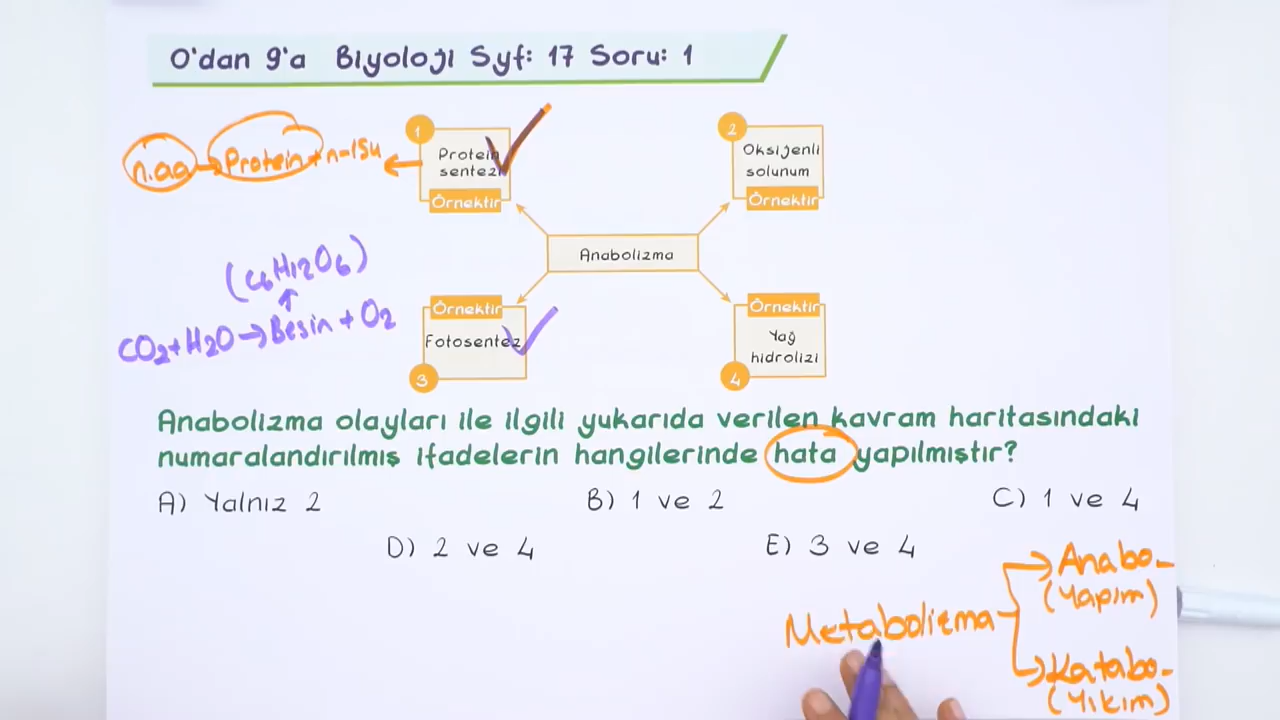 0'dan 9'a Biyoloji Syf: 17 Soru: 1
n.aa → Protein + n-1 su
1
Protein
sentezi
Örnektir
2
Oksijenli
solunum
Örnektir
Anabolizma
(C6H12O6)
CO2+H2O → Besin + O2
Örnektir
Fotosentez
3
Örnektir
Yağ
hidrolizi
4
Anabolizma olayları ile ilgili yukarıda verilen kavram haritasındaki
numaralandırılmış ifadelerin hangilerinde hata yapılmıştır?
A) Yalnız 2
B) 1 ve 2
C) 1 ve 4
D) 2 ve 4
E) 3 ve 4
Metabolizma
Anabo-
(Yapım)
Katabo-
(Yıkım)